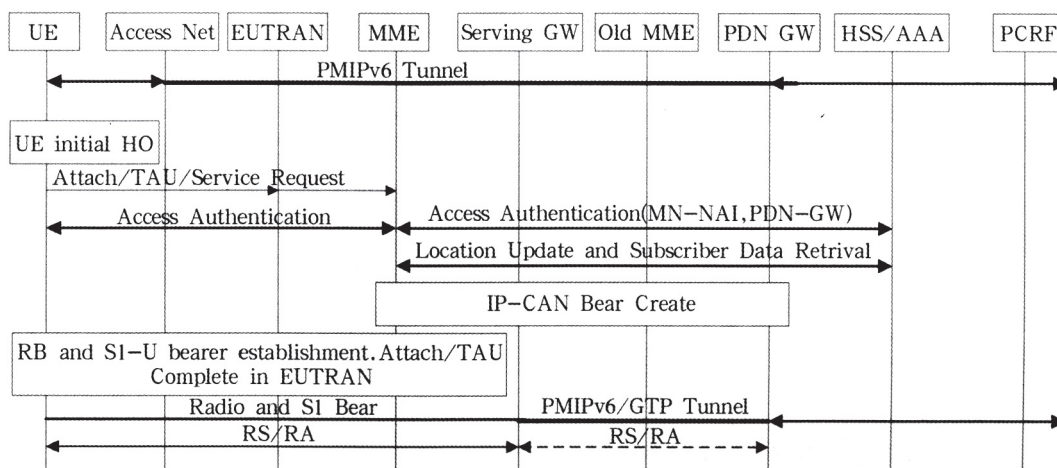 UE Access Net EUTRAN MME Serving GW Old MME PDN GW HSS/AAA PCRF
PMIPv6 Tunnel
UE initial HO
Attach/TAU/Service Request
Access Authentication Access Authentication(MN-NAI,PDN-GW)
Location Update and Subscriber Data Retrival
IP-CAN Bear Create
RB and S1-U bearer establishment.Attach/TAU
Complete in EUTRAN
Radio and S1 Bear PMIPv6/GTP Tunnel
RS/RA RS/RA